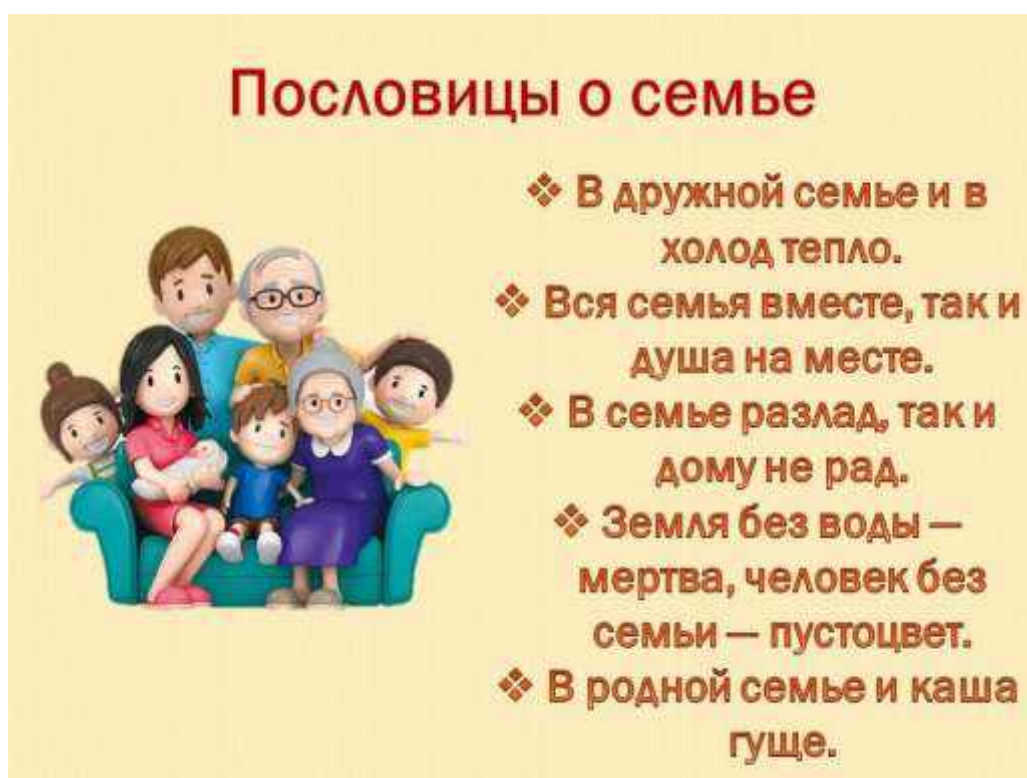 Пословицы о семье
❖ В дружной семье и в
холод тепло.
❖ Вся семья вместе, так и
душа на месте.
❖ В семье разлад, так и
дому не рад.
❖ Земля без воды —
мертва, человек без
семьи — пустоцвет.
❖ В родной семье и каша
гуще.